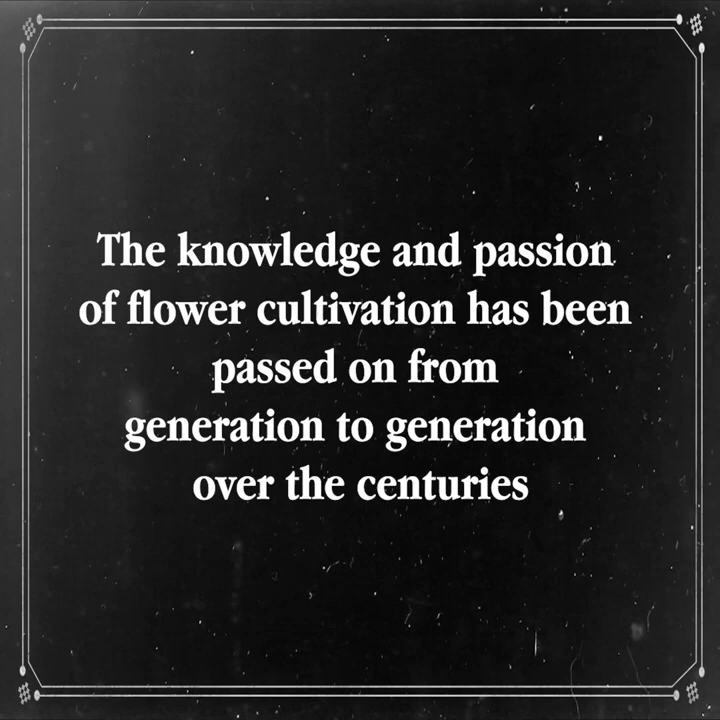 The knowledge and passion
of flower cultivation has been
passed on from
generation to generation
over the centuries